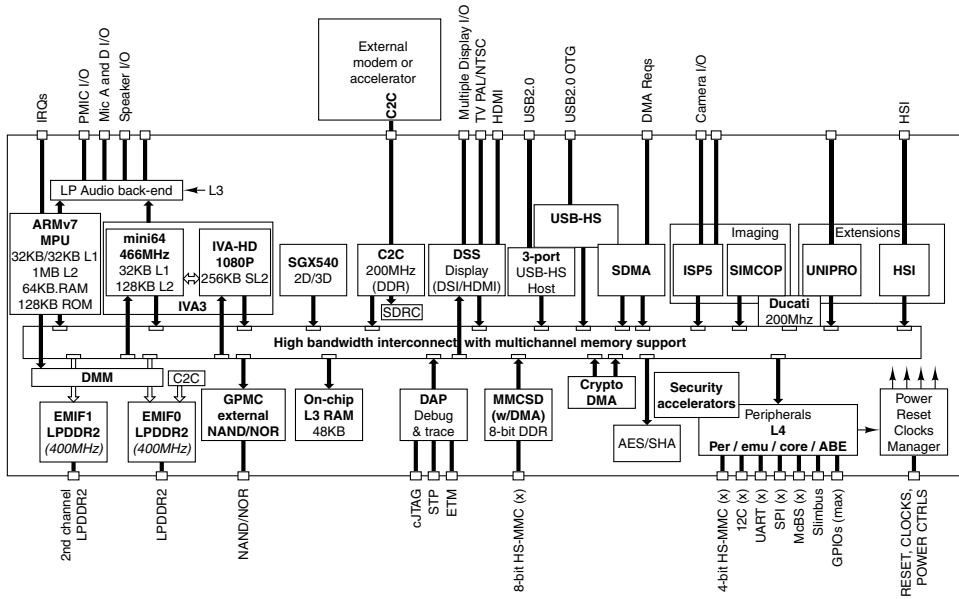 IRQs
PMIC I/O
Mic A and D I/O
Speaker I/O
External
modem or
accelerator
C2C
Multiple Display I/O
TV PAL/NTSC
HDMI
USB2.0
USB2.0 OTG
DMA Reqs
Camera I/O
HSI
LP Audio back-end
L3
ARMv7
MPU
32KB/32KB L1
1MB L2
64KB.RAM
128KB ROM
mini64
466MHz
32KB L1
128KB L2
IVA-HD
1080P
256KB SL2
IVA3
SGX540
2D/3D
C2C
200MHz
(DDR)
SDRC
DSS
Display
(DSI/HDMI)
3-port
USB-HS
Host
USB-HS
SDMA
Imaging
ISP5
SIMCOP
Extensions
UNIPRO
HSI
Ducati
200Mhz
High bandwidth interconnect, with multichannel memory support
DMM
C2C
EMIF1
LPDDR2
(400MHz)
EMIF0
LPDDR2
(400MHz)
GPMC
external
NAND/NOR
On-chip
L3 RAM
48KB
DAP
Debug
& trace
MMCSD
(w/DMA)
8-bit DDR
Crypto
DMA
AES/SHA
Security
accelerators
Peripherals
L4
Per / emu / core / ABE
Power
Reset
Clocks
Manager
2nd channel
LPDDR2
LPDDR2
NAND/NOR
cJTAG
STP
ETM
8-bit HS-MMC (x)
4-bit HS-MMC (x)
12C (x)
UART (x)
SPI (x)
McBS (x)
Slimbus
GPIOs (max)
RESET, CLOCKS,
POWER CTRLS